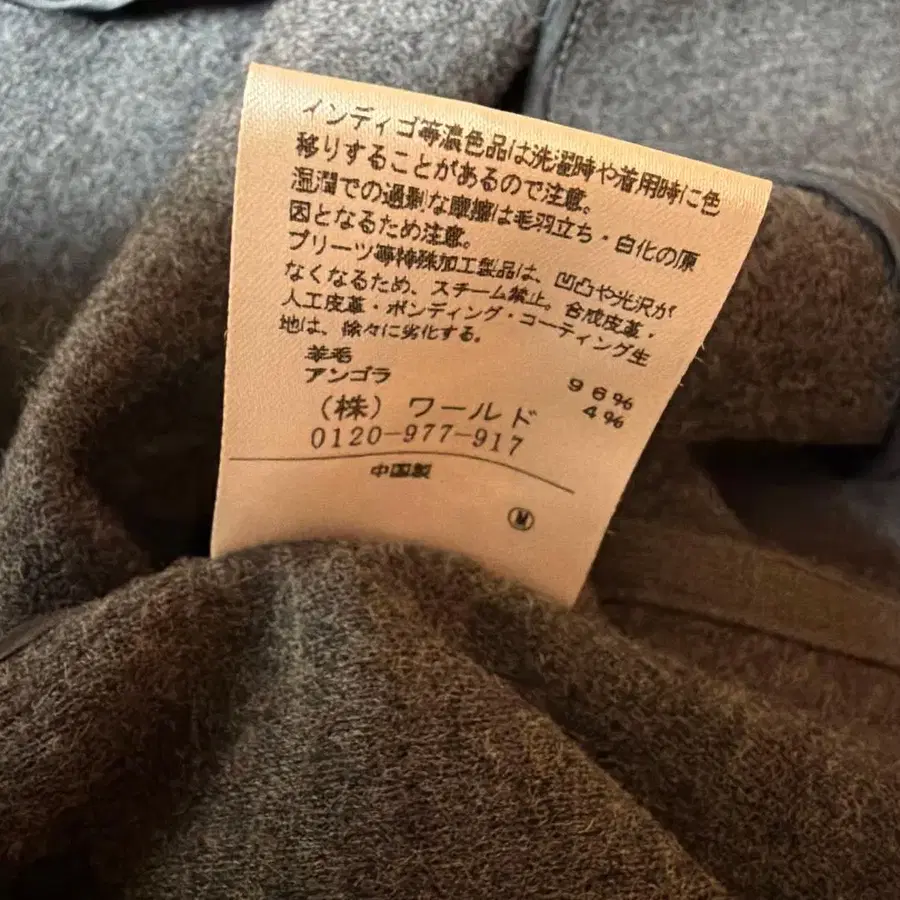 インディゴ等濃色品は洗濯時や着用時に色
移りすることがあるので注意。
湿潤での過剰な摩擦は毛羽立ち・白化の原
因となるため注意。
プリーツ等特殊加工製品は、凹凸や光沢が
なくなるため、スチーム禁止。合成皮革・
人工皮革・ボンディング・コーティング生
地は、徐々に劣化する。
羊毛 96%
アンゴラ 4%
(株) ワールド
0120-977-917
中国製
Ⓜ